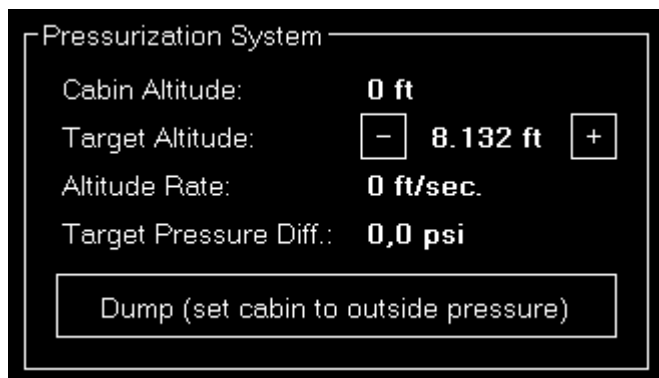 Pressurization System
Cabin Altitude: 0 ft
Target Altitude: - 8.132 ft +
Altitude Rate: 0 ft/sec.
Target Pressure Diff.: 0,0 psi
Dump (set cabin to outside pressure)